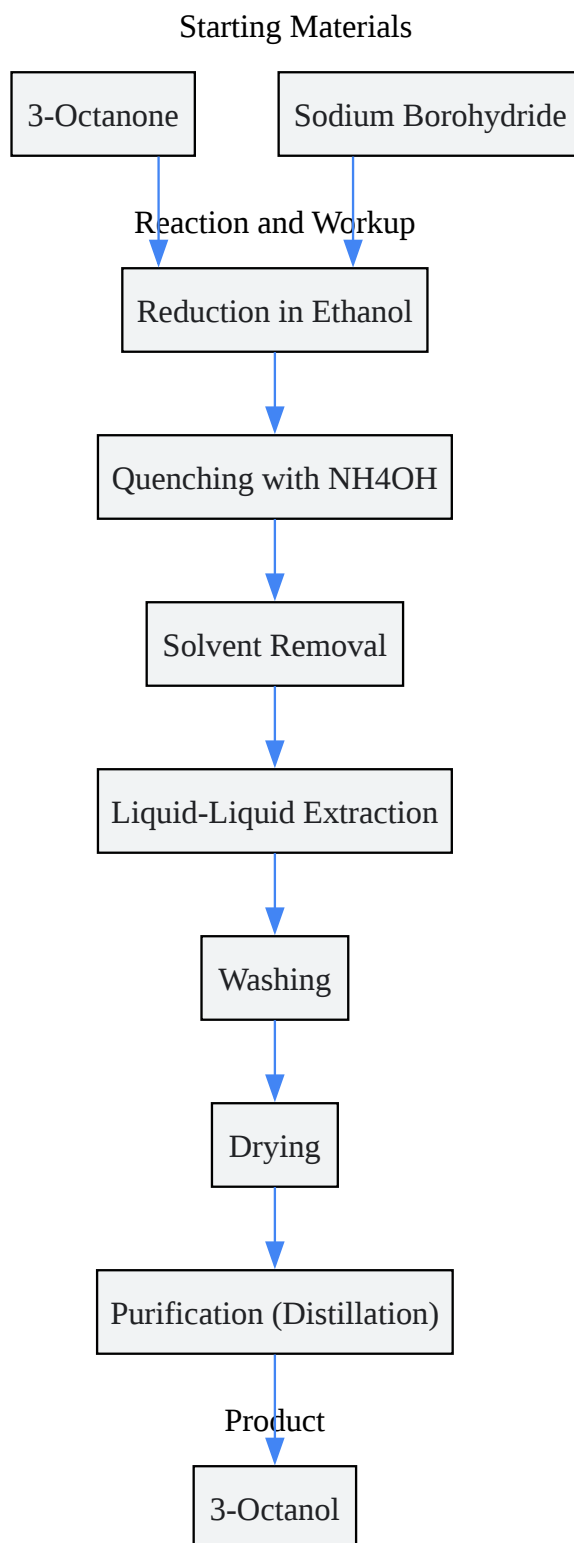 Starting Materials
3-Octanone
Sodium Borohydride
Reaction and Workup
Reduction in Ethanol
Quenching with NH4OH
Solvent Removal
Liquid-Liquid Extraction
Washing
Drying
Purification (Distillation)
Product
3-Octanol